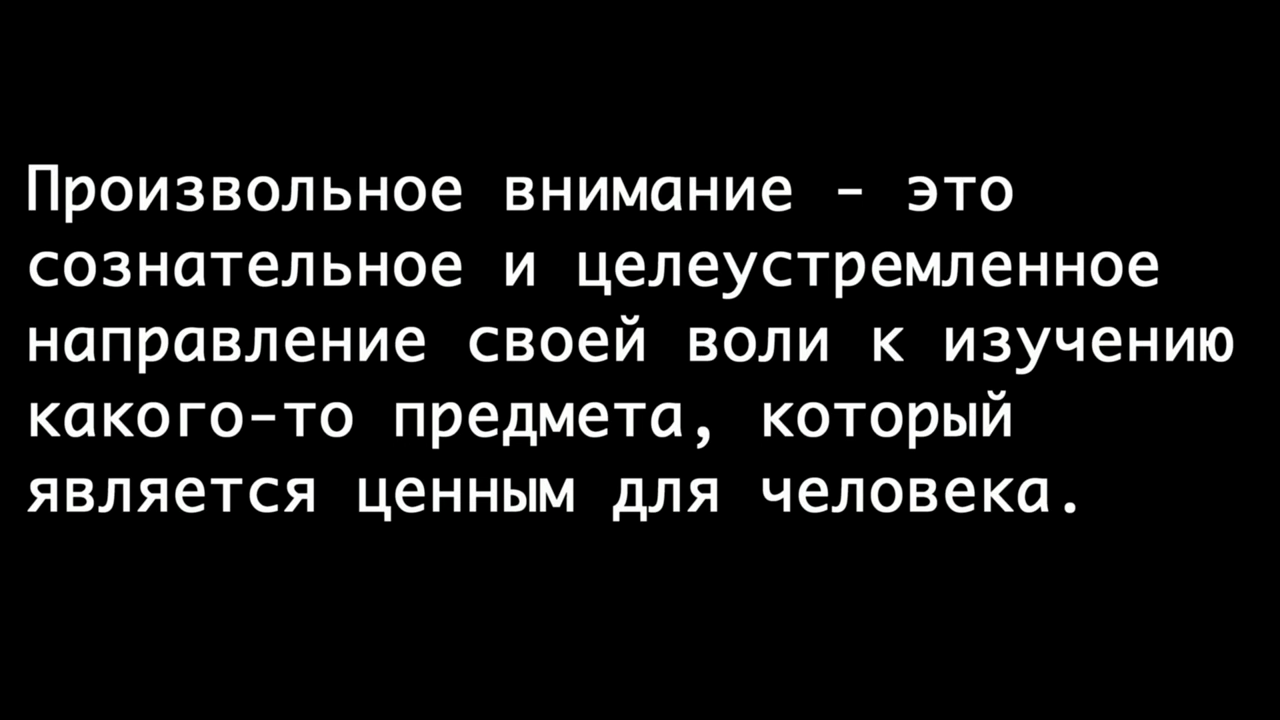 Произвольное внимание - это
сознательное и целеустремленное
направление своей воли к изучению
какого-то предмета, который
является ценным для человека.